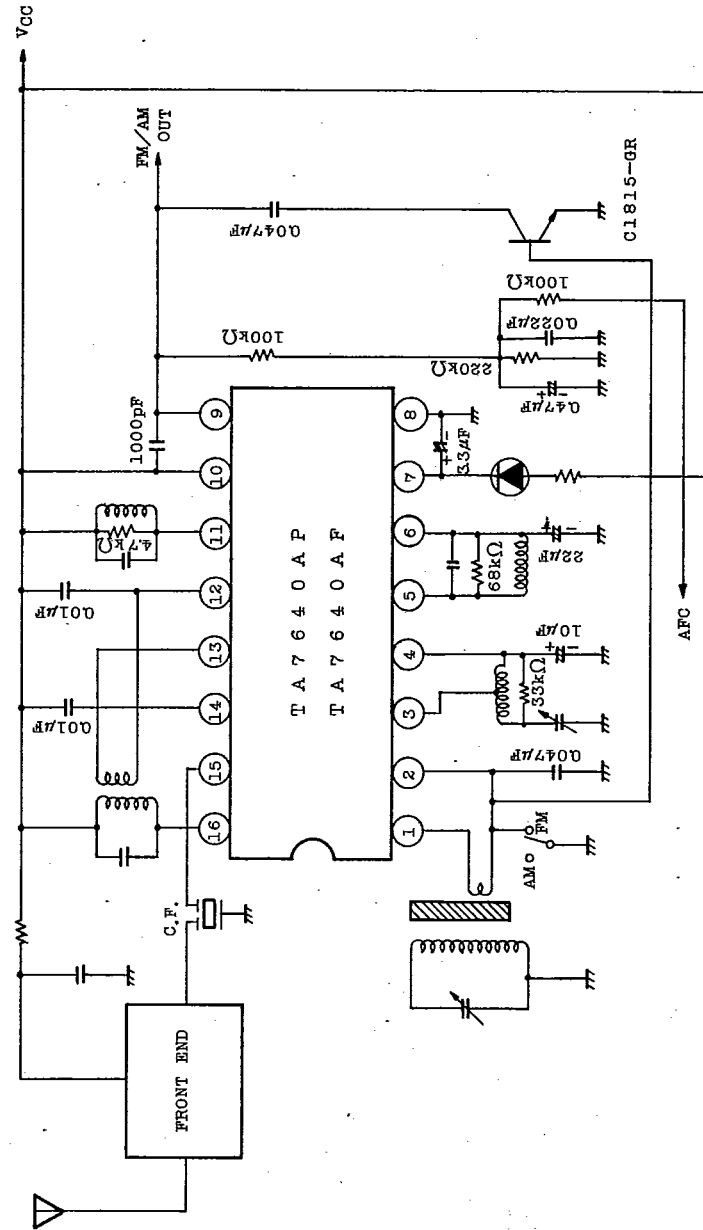 VCC
FM/AM
OUT
0.047μF
C1815-GR
100kΩ
100kΩ
0.022μF
220kΩ
0.47μF
1000pF
9
10
11
12
13
14
15
16
4.7kΩ
0.01μF
0.01μF
TA7640AP
TA7640AF
8
7
6
5
4
3
2
1
3.3μF
22μF
68kΩ
10μF
33kΩ
0.047μF
AFC
AM
FM
C.F.
FRONT END